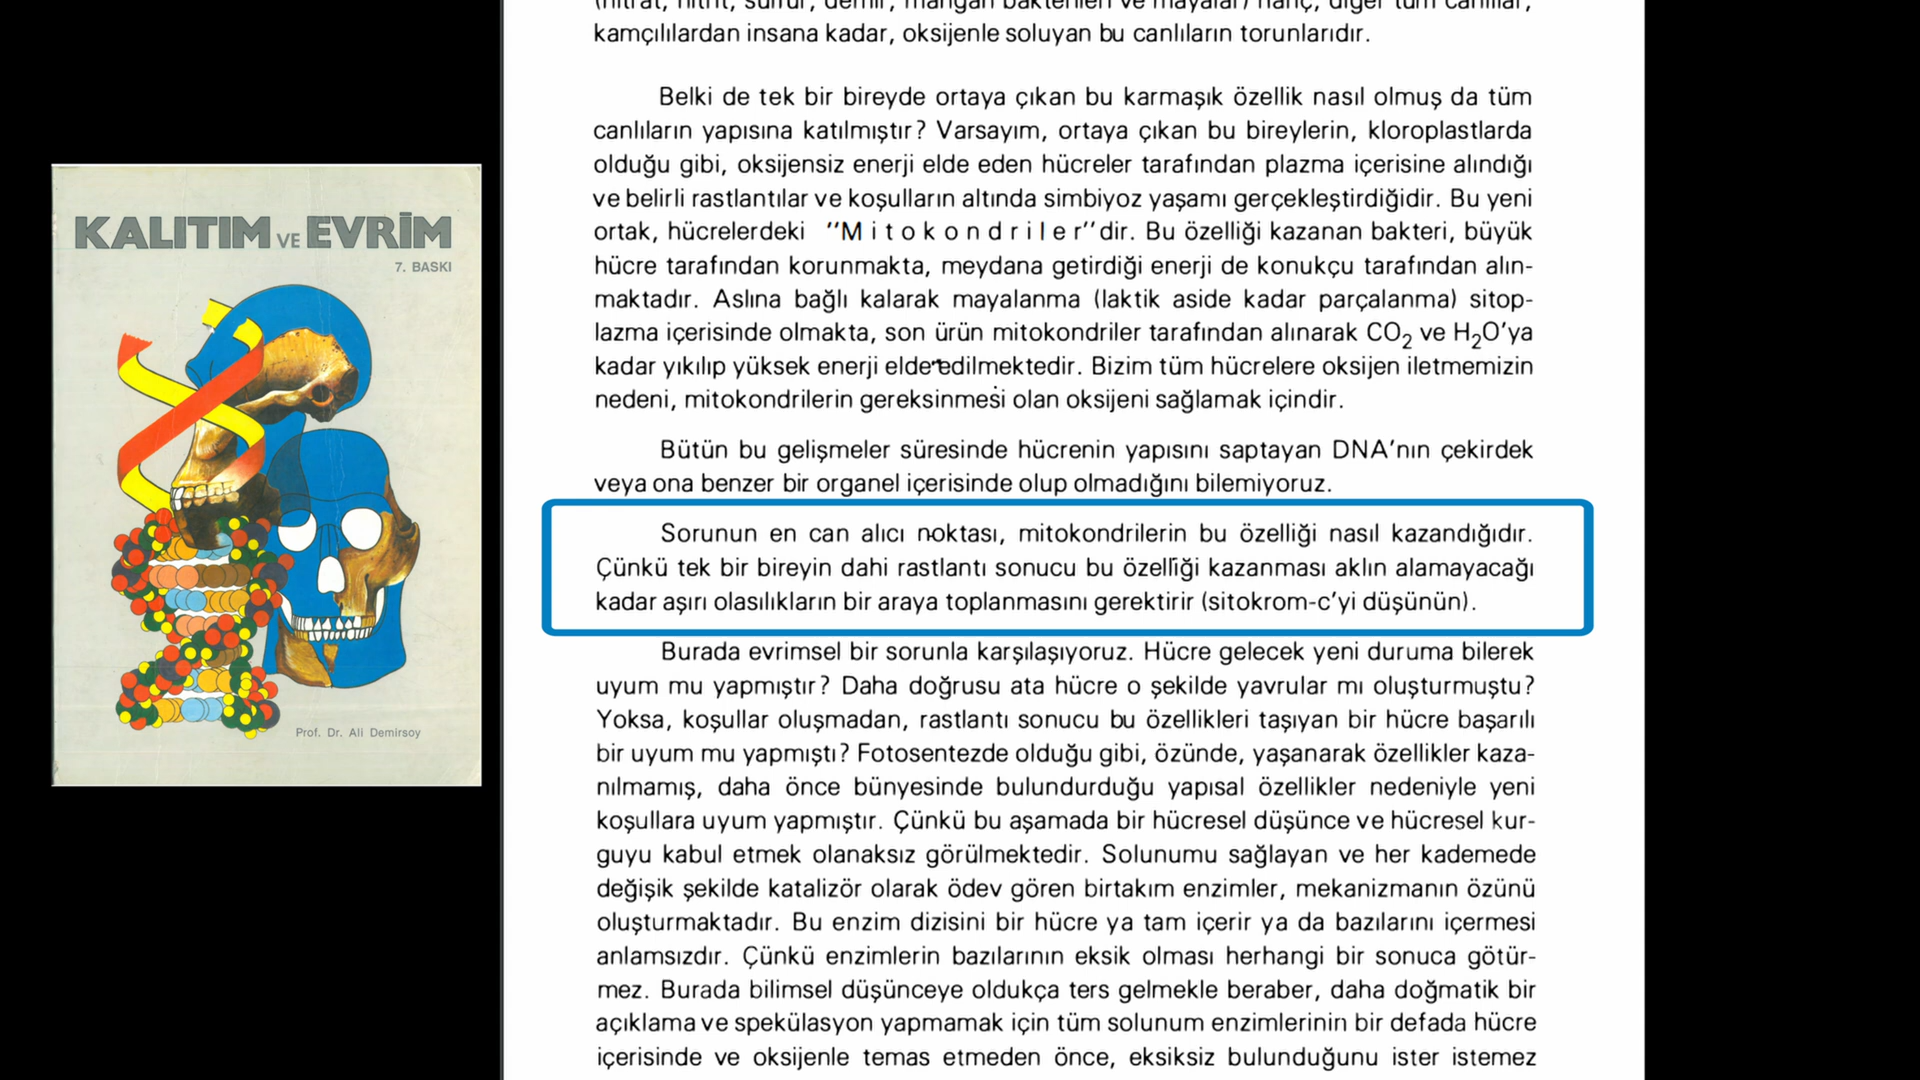 KALITIM VE EVRİM
7. BASKI
Prof. Dr. Ali Demirsoy
(nitrat, nitrit, sülfür, demir, mangan bakterileri ve mayalar) hariç, diğer tüm canlılar,
kamçılılardan insana kadar, oksijenle soluyan bu canlıların torunlarıdır.
Belki de tek bir bireyde ortaya çıkan bu karmaşık özellik nasıl olmuş da tüm
canlıların yapısına katılmıştır? Varsayım, ortaya çıkan bu bireylerin, kloroplastlarda
olduğu gibi, oksijensiz enerji elde eden hücreler tarafından plazma içerisine alındığı
ve belirli rastlantılar ve koşulların altında simbiyoz yaşamı gerçekleştirdiğidir. Bu yeni
ortak, hücrelerdeki ''M i t o k o n d r i l e r'' dir. Bu özelliği kazanan bakteri, büyük
hücre tarafından korunmakta, meydana getirdiği enerji de konukçu tarafından alın-
maktadır. Aslına bağlı kalarak mayalanma (laktik aside kadar parçalanma) sitop-
lazma içerisinde olmakta, son ürün mitokondriler tarafından alınarak CO₂ ve H₂O'ya
kadar yıkılıp yüksek enerji elde edilmektedir. Bizim tüm hücrelere oksijen iletmemizin
nedeni, mitokondrilerin gereksinmesi olan oksijeni sağlamak içindir.
Bütün bu gelişmeler süresinde hücrenin yapısını saptayan DNA'nın çekirdek
veya ona benzer bir organel içerisinde olup olmadığını bilemiyoruz.
Sorunun en can alıcı noktası, mitokondrilerin bu özelliği nasıl kazandığıdır.
Çünkü tek bir bireyin dahi rastlantı sonucu bu özelliği kazanması aklın alamayacağı
kadar aşırı olasılıkların bir araya toplanmasını gerektirir (sitokrom-c'yi düşünün).
Burada evrimsel bir sorunla karşılaşıyoruz. Hücre gelecek yeni duruma bilerek
uyum mu yapmıştır? Daha doğrusu ata hücre o şekilde yavrular mı oluşturmuştu?
Yoksa, koşullar oluşmadan, rastlantı sonucu bu özellikleri taşıyan bir hücre başarılı
bir uyum mu yapmıştı? Fotosentezde olduğu gibi, özünde, yaşanarak özellikler kaza-
nılmamış, daha önce bünyesinde bulundurduğu yapısal özellikler nedeniyle yeni
koşullara uyum yapmıştır. Çünkü bu aşamada bir hücresel düşünce ve hücresel kur-
guyu kabul etmek olanaksız görülmektedir. Solunumu sağlayan ve her kademede
değişik şekilde katalizör olarak ödev gören birtakım enzimler, mekanizmanın özünü
oluşturmaktadır. Bu enzim dizisini bir hücre ya tam içerir ya da bazılarını içermesi
anlamsızdır. Çünkü enzimlerin bazılarının eksik olması herhangi bir sonuca götür-
mez. Burada bilimsel düşünceye oldukça ters gelmekle beraber, daha doğmatik bir
açıklama ve spekülasyon yapmamak için tüm solunum enzimlerinin bir defada hücre
içerisinde ve oksijenle temas etmeden önce, eksiksiz bulunduğunu ister istemez